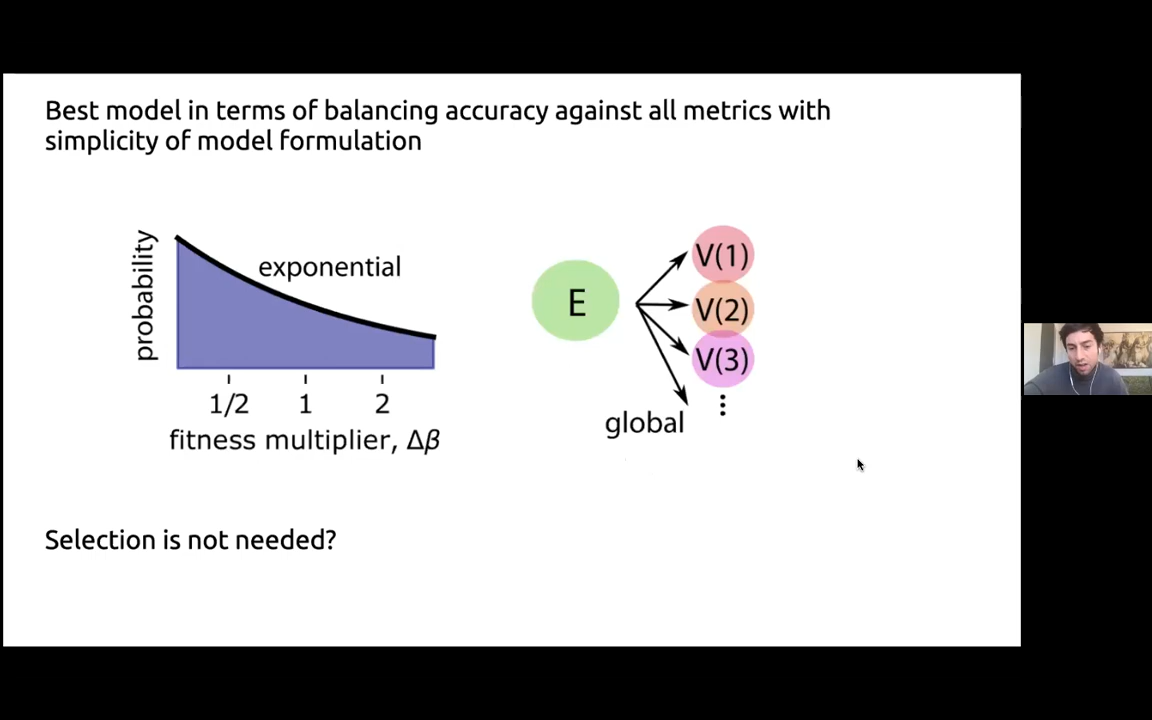 Best model in terms of balancing accuracy against all metrics with
simplicity of model formulation
probability
exponential
1/2 1 2
fitness multiplier, Δβ
E
V(1)
V(2)
V(3)
⋮
global
Selection is not needed?